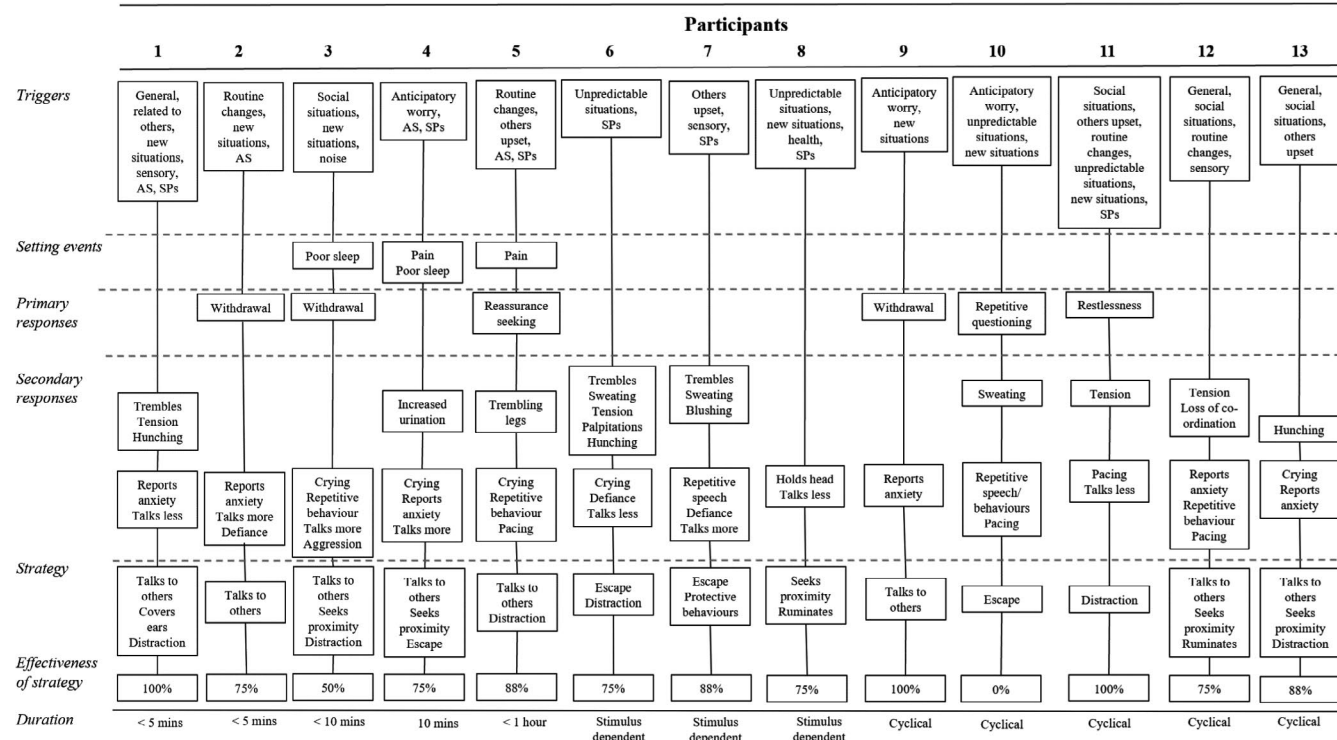 Participants
1
2
3
4
5
6
7
8
9
10
11
12
13
Triggers
General,
related to
others,
new
situations,
sensory,
AS, SPs
Routine
changes,
new
situations,
AS
Social
situations,
new
situations,
noise
Anticipatory
worry,
AS, SPs
Routine
changes,
others
upset,
AS, SPs
Unpredictable
situations,
SPs
Others
upset,
sensory,
SPs
Unpredictable
situations,
new situations,
health,
SPs
Anticipatory
worry,
new
situations
Anticipatory
worry,
unpredictable
situations,
new situations
Social
situations,
others upset,
routine
changes,
unpredictable
situations,
new situations,
SPs
General,
social
situations,
routine
changes,
sensory
General,
social
situations,
others
upset
Setting events
Poor sleep
Pain
Poor sleep
Pain
Primary
responses
Withdrawal
Withdrawal
Reassurance
seeking
Withdrawal
Repetitive
questioning
Restlessness
Secondary
responses
Trembles
Tension
Hunching
Increased
urination
Trembling
legs
Trembles
Sweating
Tension
Palpitations
Hunching
Trembles
Sweating
Blushing
Sweating
Tension
Tension
Loss of co-
ordination
Hunching
Reports
anxiety
Talks less
Reports
anxiety
Talks more
Defiance
Crying
Repetitive
behaviour
Talks more
Aggression
Crying
Reports
anxiety
Talks more
Crying
Repetitive
behaviour
Pacing
Crying
Defiance
Talks less
Repetitive
speech
Defiance
Talks more
Holds head
Talks less
Reports
anxiety
Repetitive
speech/
behaviours
Pacing
Pacing
Talks less
Reports
anxiety
Repetitive
behaviour
Pacing
Crying
Reports
anxiety
Strategy
Talks to
others
Covers
ears
Distraction
Talks to
others
Talks to
others
Seeks
proximity
Distraction
Talks to
others
Seeks
proximity
Escape
Talks to
others
Distraction
Escape
Distraction
Escape
Protective
behaviours
Seeks
proximity
Ruminates
Talks to
others
Escape
Distraction
Talks to
others
Seeks
proximity
Ruminates
Talks to
others
Seeks
proximity
Distraction
Effectiveness
of strategy
100%
75%
50%
75%
88%
75%
88%
75%
100%
0%
100%
75%
88%
Duration
< 5 mins
< 5 mins
< 10 mins
10 mins
< 1 hour
Stimulus
dependent
Stimulus
dependent
Stimulus
dependent
Cyclical
Cyclical
Cyclical
Cyclical
Cyclical